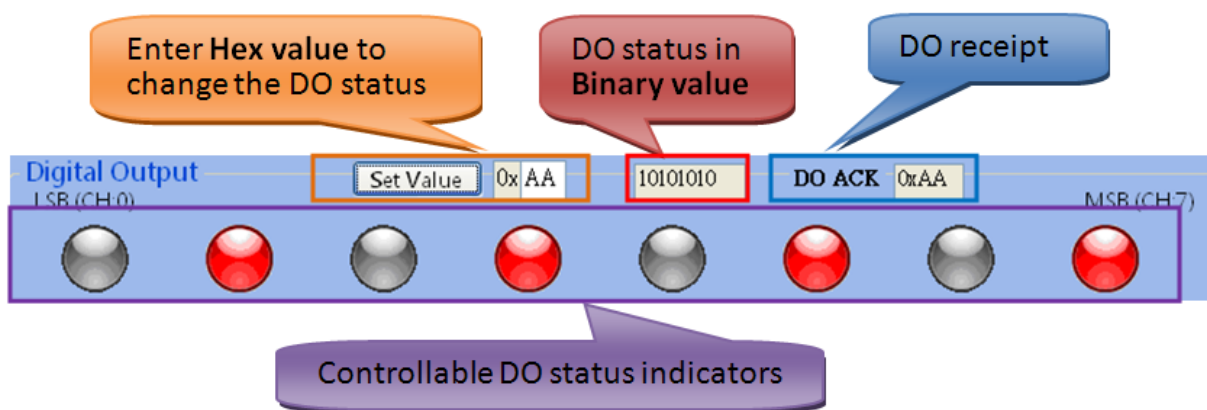 Enter Hex value to
change the DO status
DO status in
Binary value
DO receipt
Digital Output
Set Value
0x AA
10101010
DO ACK
0xAA
LSB (CH:0)
MSB (CH:7)
Controllable DO status indicators